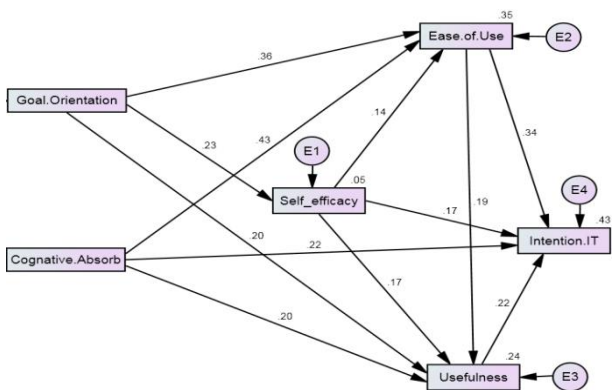 .35
Ease.of.Use
E2
.36
Goal.Orientation
.14
.43
.34
.23
E1
.05
E4
Self_efficacy
.17
.19
.43
Intention.IT
.20
.22
Cognative.Absorb
.17
.22
.20
.24
Usefulness
E3